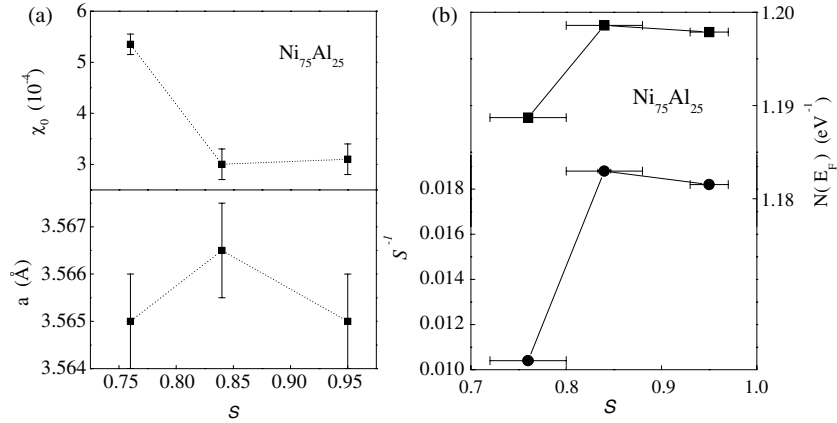 (a)
6
5
4
3
χ₀ (10⁻⁴)
Ni₇₅Al₂₅
3.567
3.566
3.565
3.564
a (Å)
0.75 0.80 0.85 0.90 0.95
S
(b)
1.20
1.19
1.18
N(E_F) (eV⁻¹)
Ni₇₅Al₂₅
0.018
0.016
0.014
0.012
0.010
S⁻¹
0.7 0.8 0.9 1.0
S